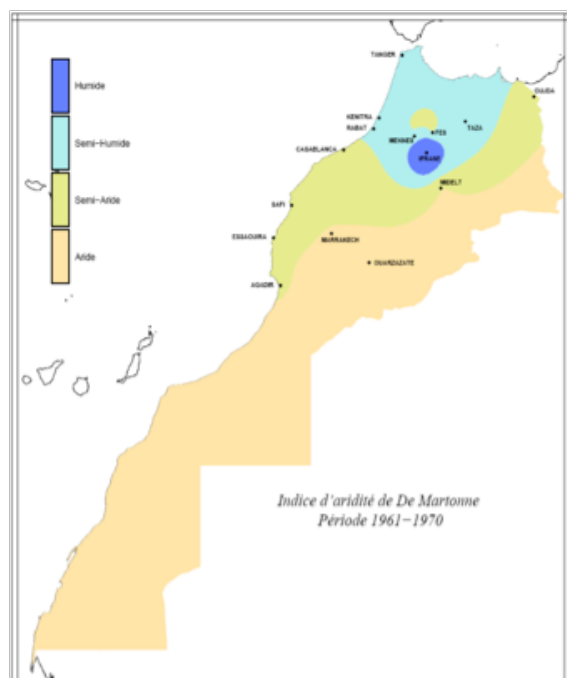 Humide
Semi-Humide
Semi-Aride
Aride
TANGER
OUJDA
KENITRA
RABAT
TAZA
FES
MEKNES
CASABLANCA
IFRANE
MIDELT
SAFI
ESSAOUIRA
MARRAKECH
OUARZAZATE
AGADIR
Indice d'aridité de De Martonne
Période 1961-1970